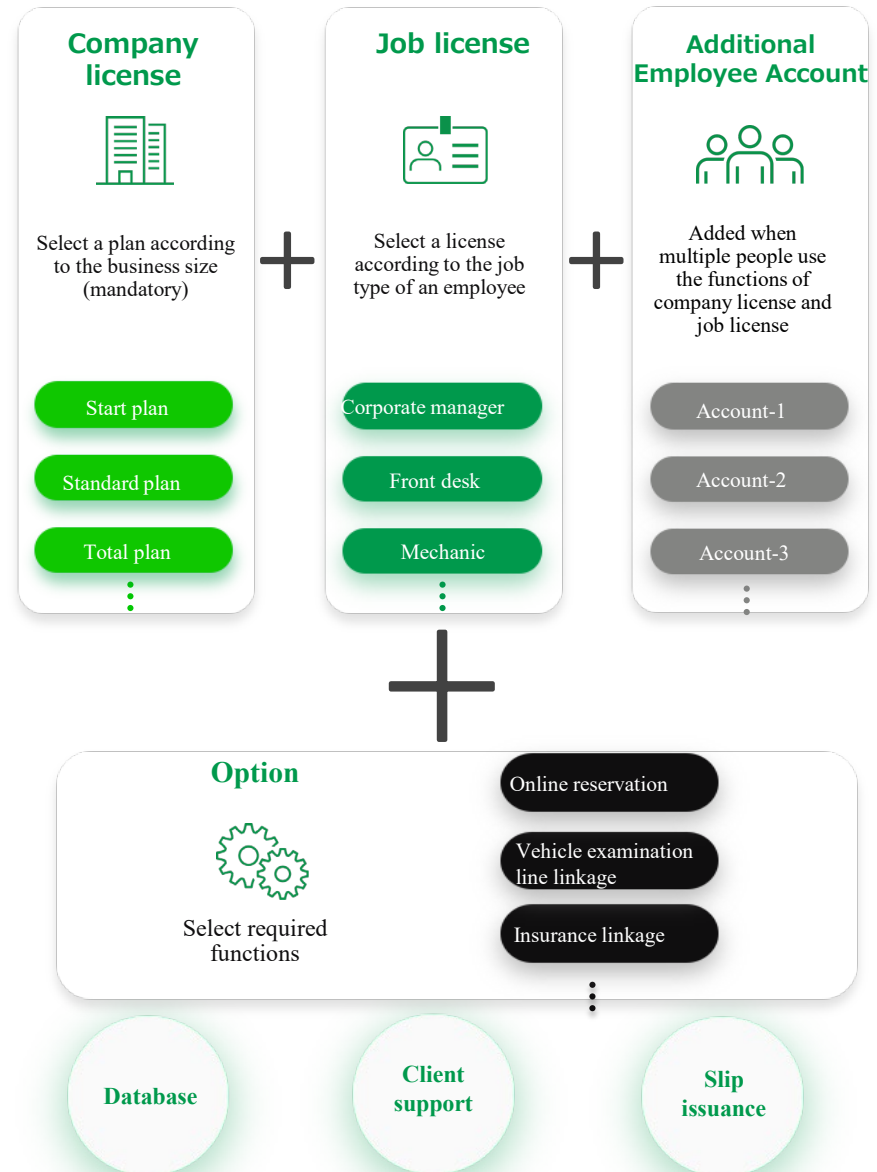 Company
license
Select a plan according
to the business size
(mandatory)
Start plan
Standard plan
Total plan
Job license
Select a license
according to the job
type of an employee
Corporate manager
Front desk
Mechanic
Additional
Employee Account
Added when
multiple people use
the functions of
company license and
job license
Account-1
Account-2
Account-3
Option
Select required
functions
Online reservation
Vehicle examination
line linkage
Insurance linkage
Database
Client
support
Slip
issuance